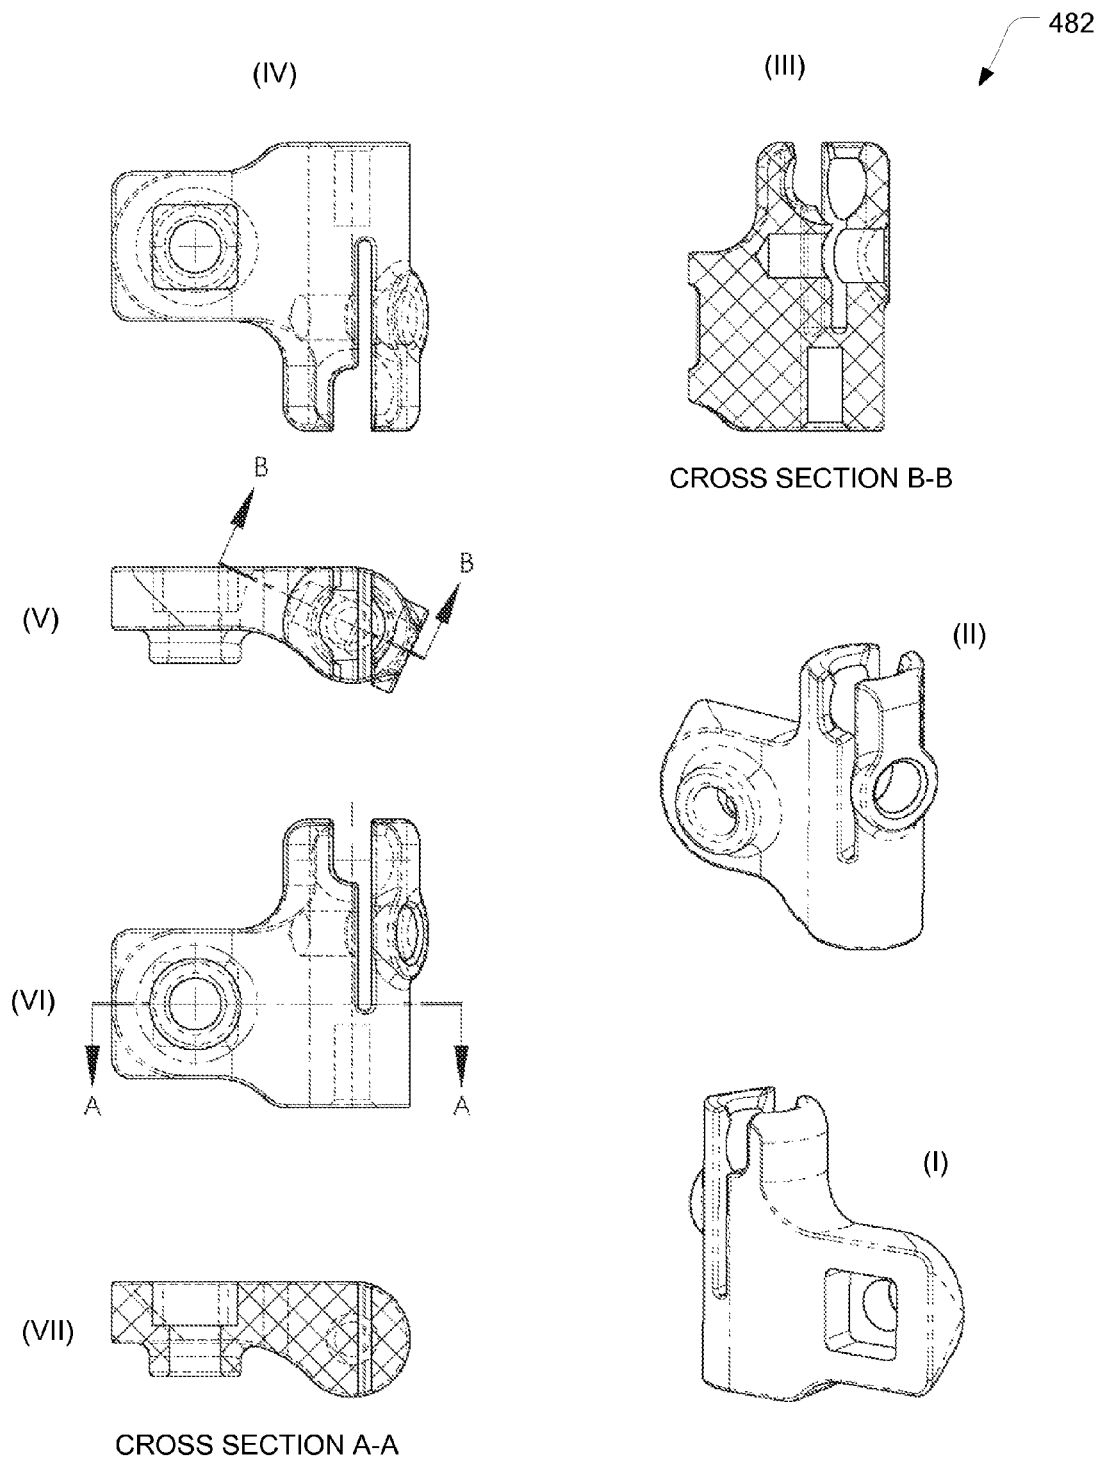 482
(IV)
(III)
CROSS SECTION B-B
B
B
(V)
(II)
(VI)
A
A
(I)
(VII)
CROSS SECTION A-A